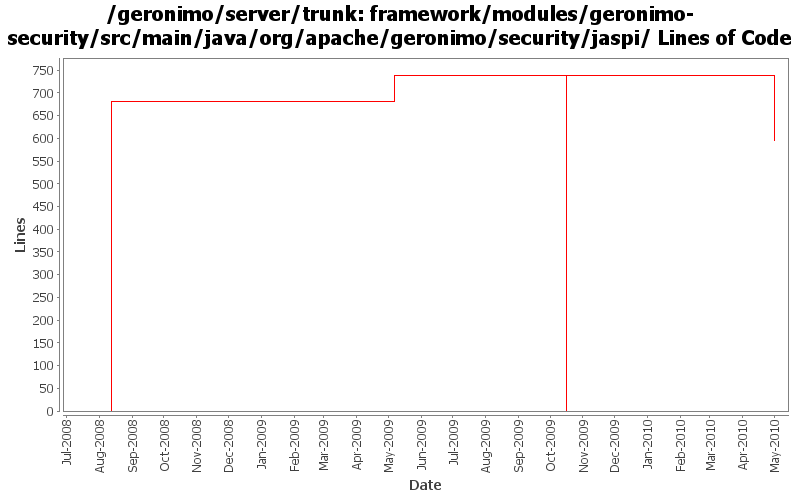 /geronimo/server/trunk: framework/modules/geronimo-
security/src/main/java/org/apache/geronimo/security/jaspi/ Lines of Code
750
700
650
600
550
500
450
400
350
300
250
200
150
100
50
0
Lines
Jul-2008
Aug-2008
Sep-2008
Oct-2008
Nov-2008
Dec-2008
Jan-2009
Feb-2009
Mar-2009
Apr-2009
May-2009
Jun-2009
Jul-2009
Aug-2009
Sep-2009
Oct-2009
Nov-2009
Dec-2009
Jan-2010
Feb-2010
Mar-2010
Apr-2010
May-2010
Date